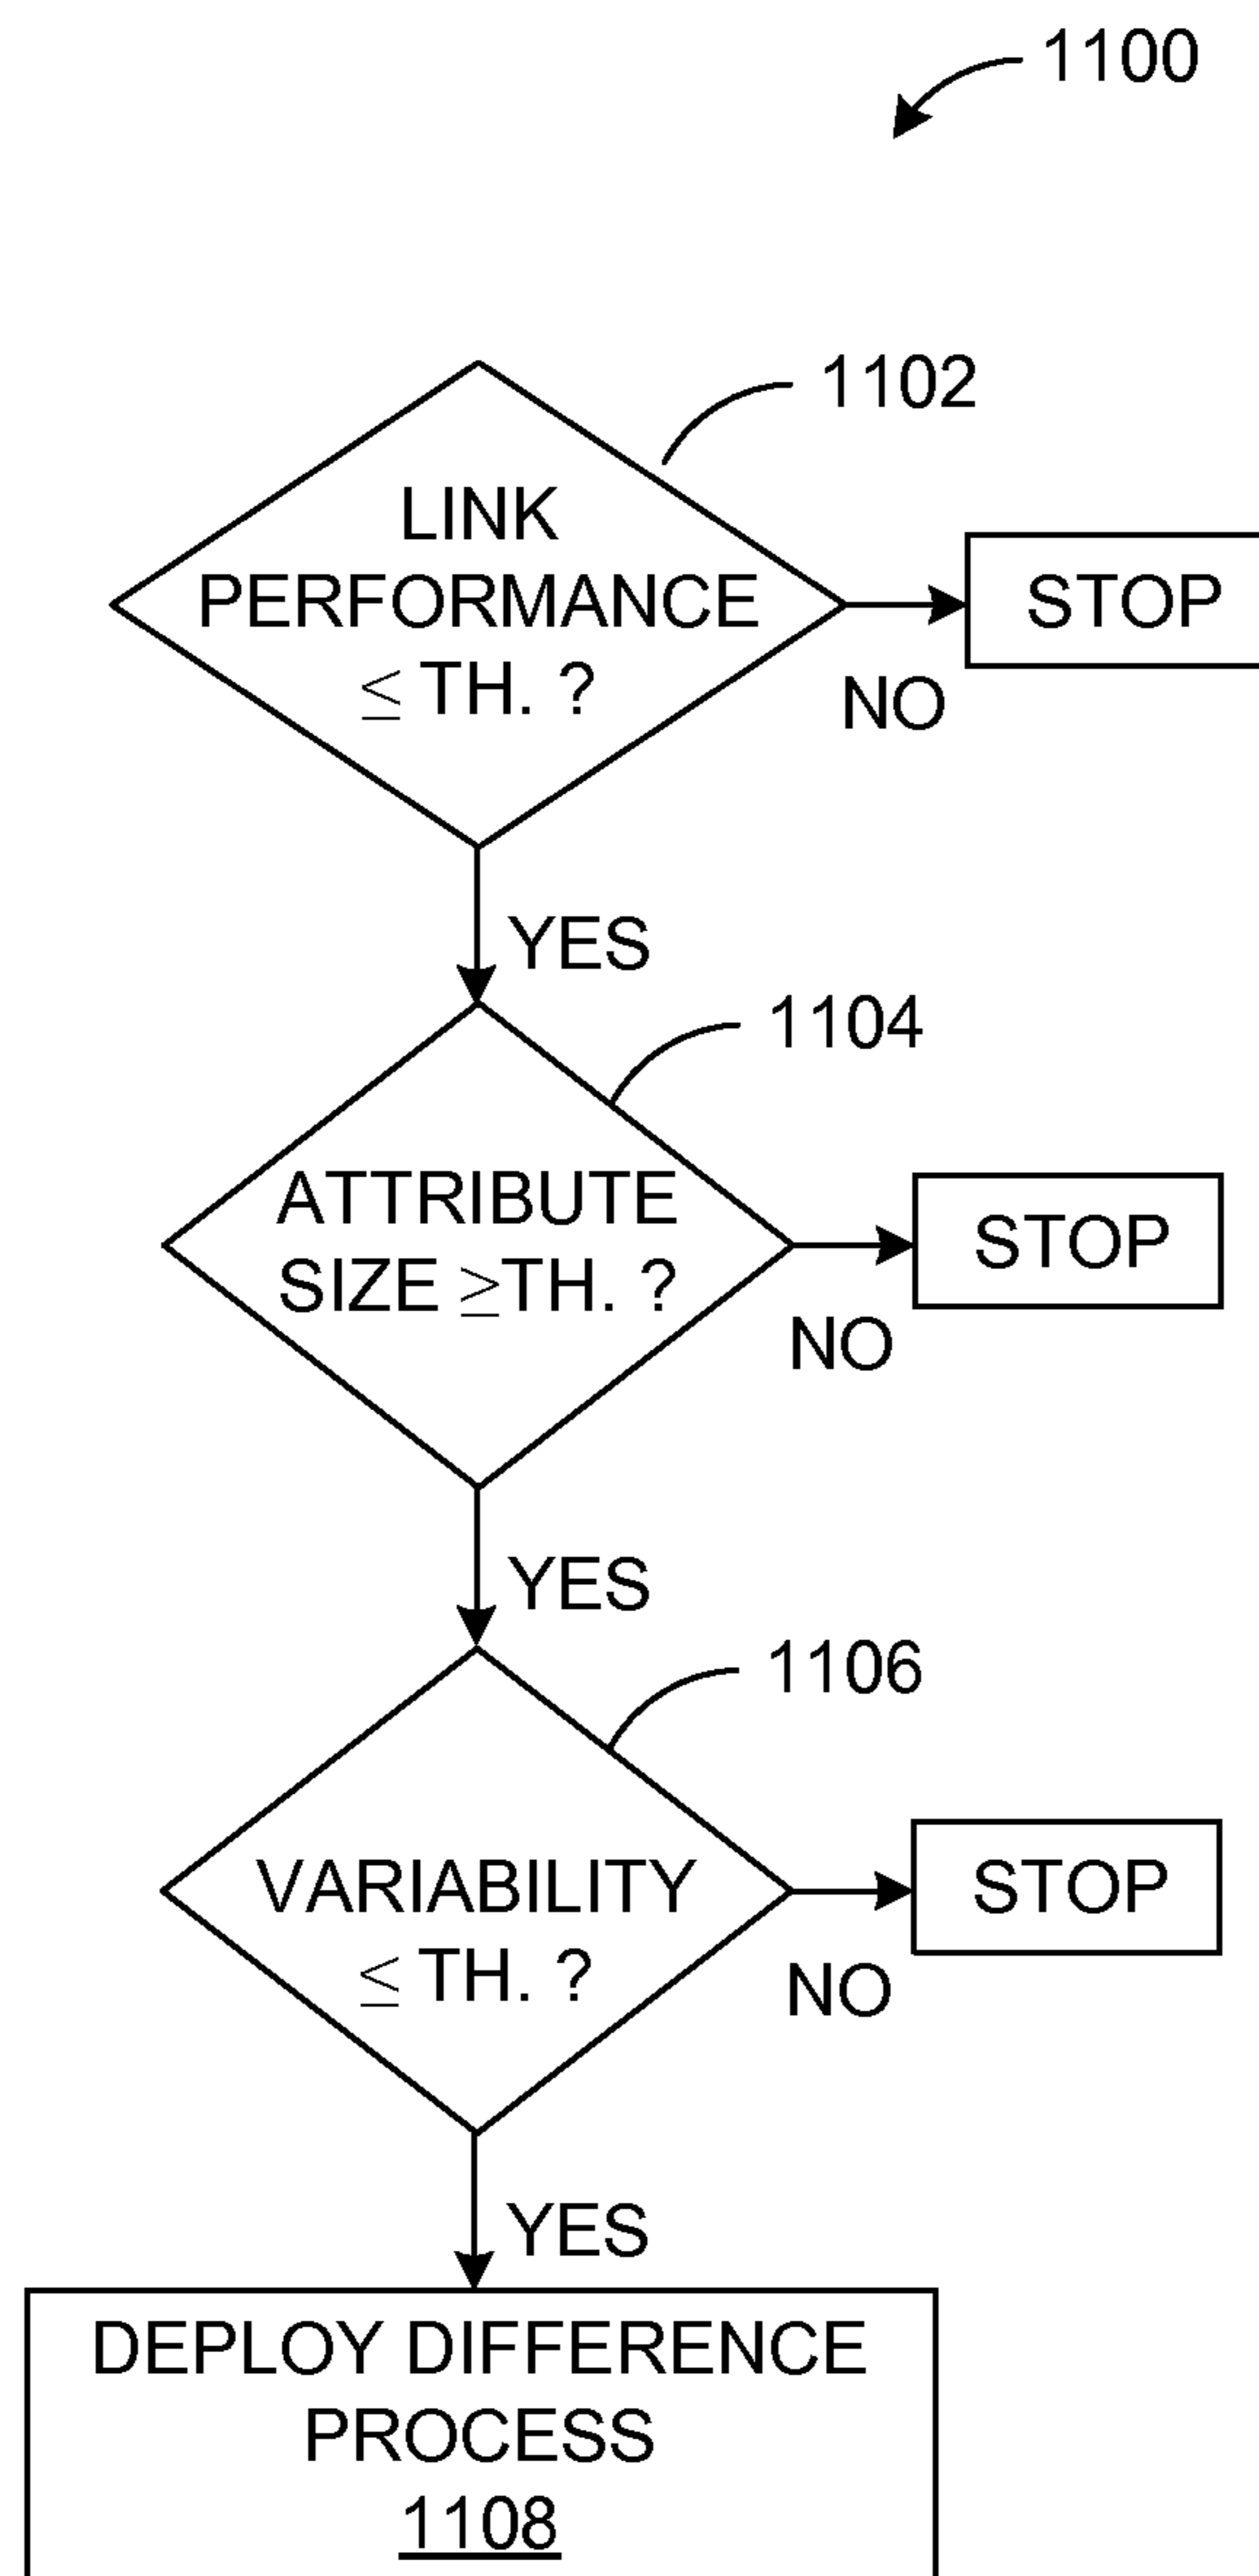 1100
1102
LINK
PERFORMANCE
≤ TH. ?
STOP
NO
YES
1104
ATTRIBUTE
SIZE ≥TH. ?
STOP
NO
YES
1106
VARIABILITY
≤ TH. ?
STOP
NO
YES
DEPLOY DIFFERENCE
PROCESS
1108